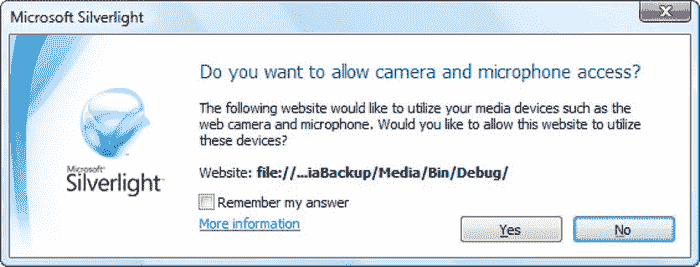 Microsoft Silverlight
Do you want to allow camera and microphone access?
The following website would like to utilize your media devices such as the
web camera and microphone. Would you like to allow this website to utilize
these devices?
Microsoft®
Silverlight™
Website: file://...iaBackup/Media/Bin/Debug/
Remember my answer
More information
Yes
No